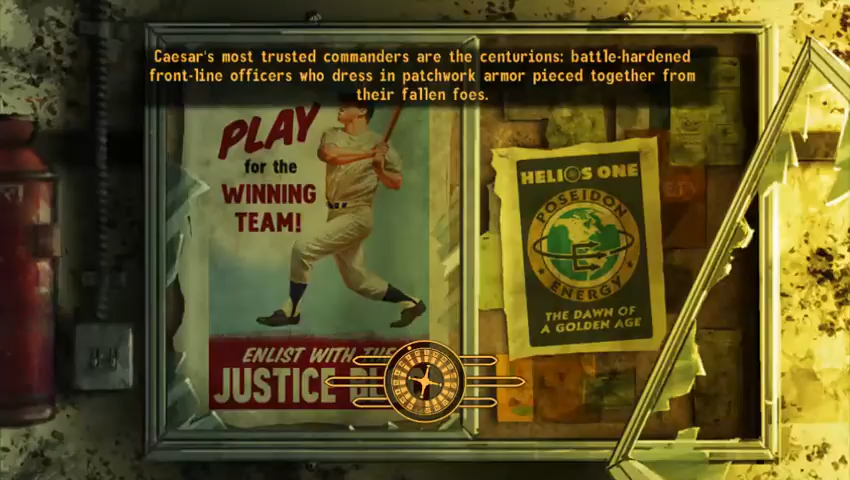 Caesar's most trusted commanders are the centurions: battle-hardened
front-line officers who dress in patchwork armor pieced together from
their fallen foes.
PLAY
for the
WINNING
TEAM!
ENLIST WITH THE
JUSTICE
HELIOS ONE
POSEIDON
ENERGY
THE DAWN OF
A GOLDEN AGE